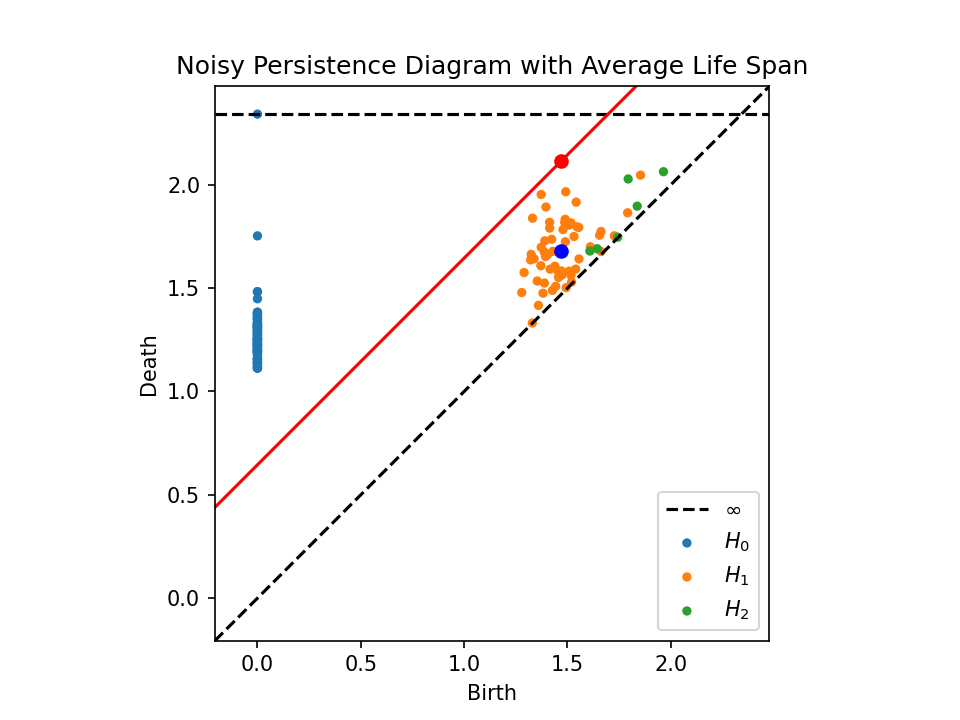 Noisy Persistence Diagram with Average Life Span
Death
2.0
1.5
1.0
0.5
0.0
∞
H₀
H₁
H₂
0.0 0.5 1.0 1.5 2.0
Birth